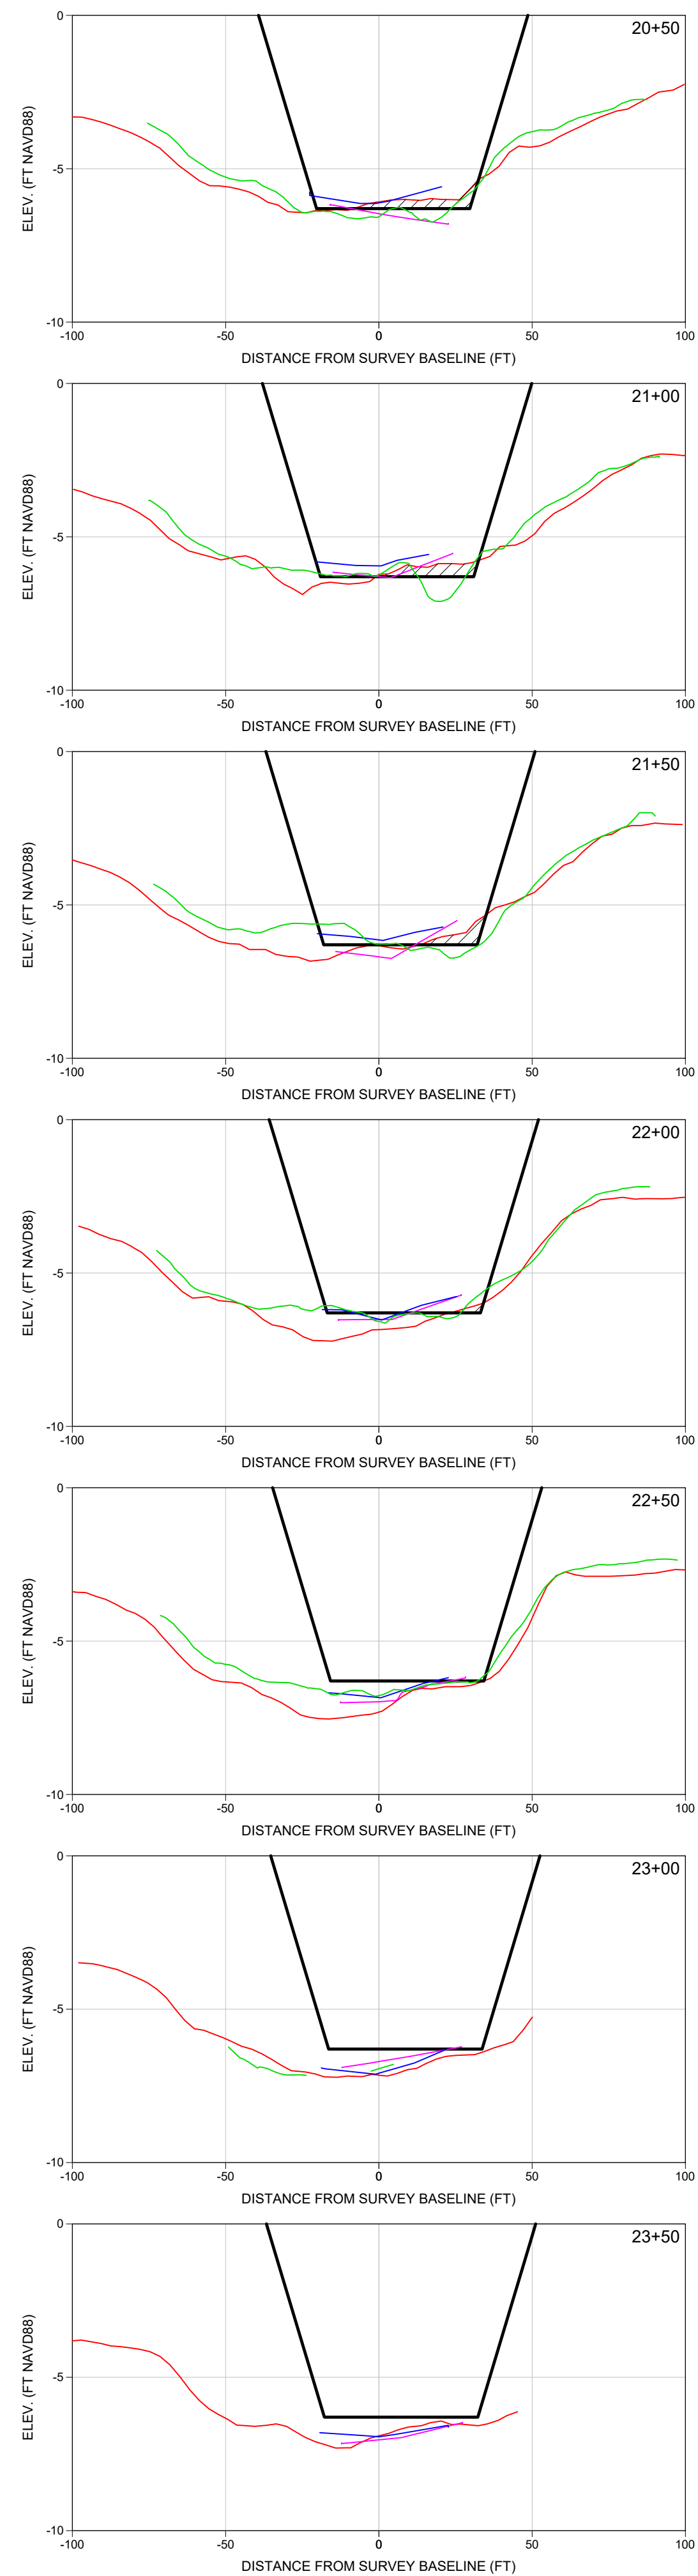 20+50
0
-5
-10
ELEV. (FT NAVD88)
-100 -50 0 50 100
DISTANCE FROM SURVEY BASELINE (FT)
21+00
0
-5
-10
ELEV. (FT NAVD88)
-100 -50 0 50 100
DISTANCE FROM SURVEY BASELINE (FT)
21+50
0
-5
-10
ELEV. (FT NAVD88)
-100 -50 0 50 100
DISTANCE FROM SURVEY BASELINE (FT)
22+00
0
-5
-10
ELEV. (FT NAVD88)
-100 -50 0 50 100
DISTANCE FROM SURVEY BASELINE (FT)
22+50
0
-5
-10
ELEV. (FT NAVD88)
-100 -50 0 50 100
DISTANCE FROM SURVEY BASELINE (FT)
23+00
0
-5
-10
ELEV. (FT NAVD88)
-100 -50 0 50 100
DISTANCE FROM SURVEY BASELINE (FT)
23+50
0
-5
-10
ELEV. (FT NAVD88)
-100 -50 0 50 100
DISTANCE FROM SURVEY BASELINE (FT)